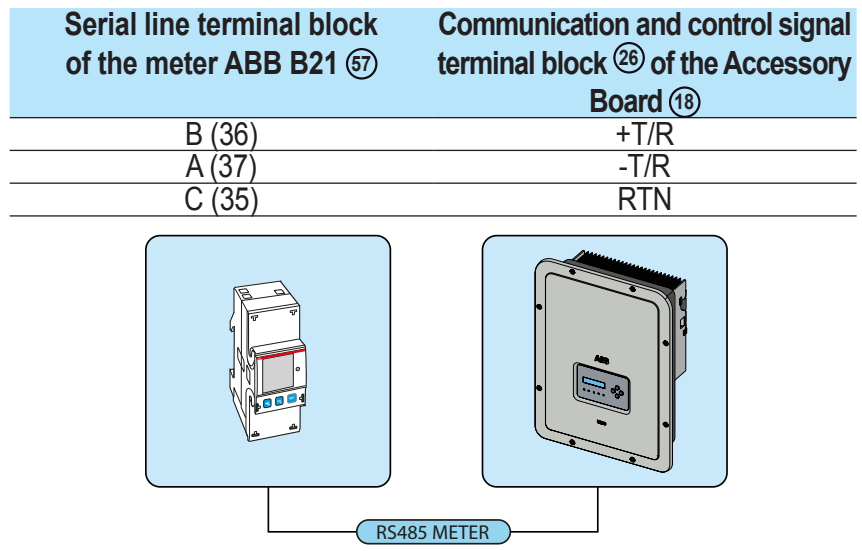 Serial line terminal block
of the meter ABB B21 57
Communication and control signal
terminal block 26 of the Accessory
Board 18
B (36) +T/R
A (37) -T/R
C (35) RTN
ABB
RS485 METER